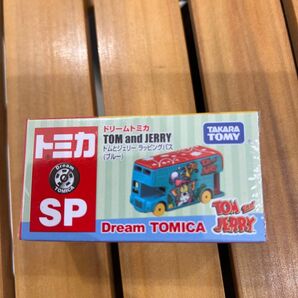 トミカ
Dream
TOMICA
SP
ドリームトミカ
TOM and JERRY
トムとジェリー ラッピングバス
(ブルー)
TAKARA
TOMY
Dream TOMICA
TOM AND
JERRY